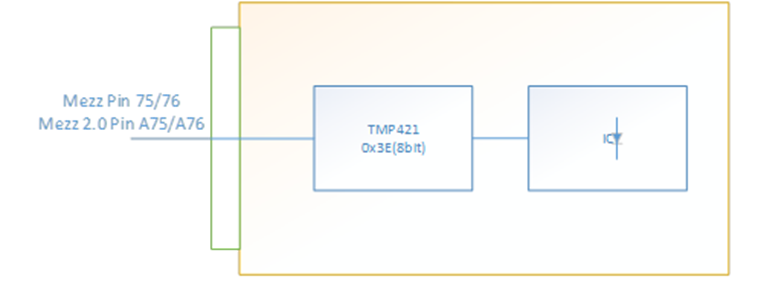 Mezz Pin 75/76
Mezz 2.0 Pin A75/A76
TMP421
0x3E(8bit)
IC